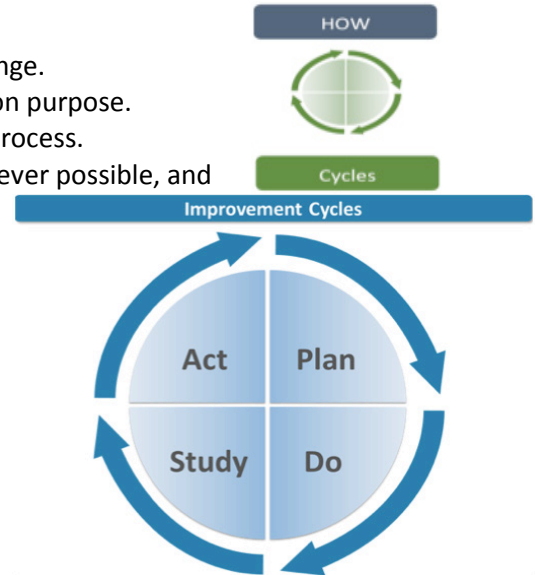 HOW
nge.
on purpose.
rocess.
ever possible, and
Cycles
Improvement Cycles
Act Plan
Study Do